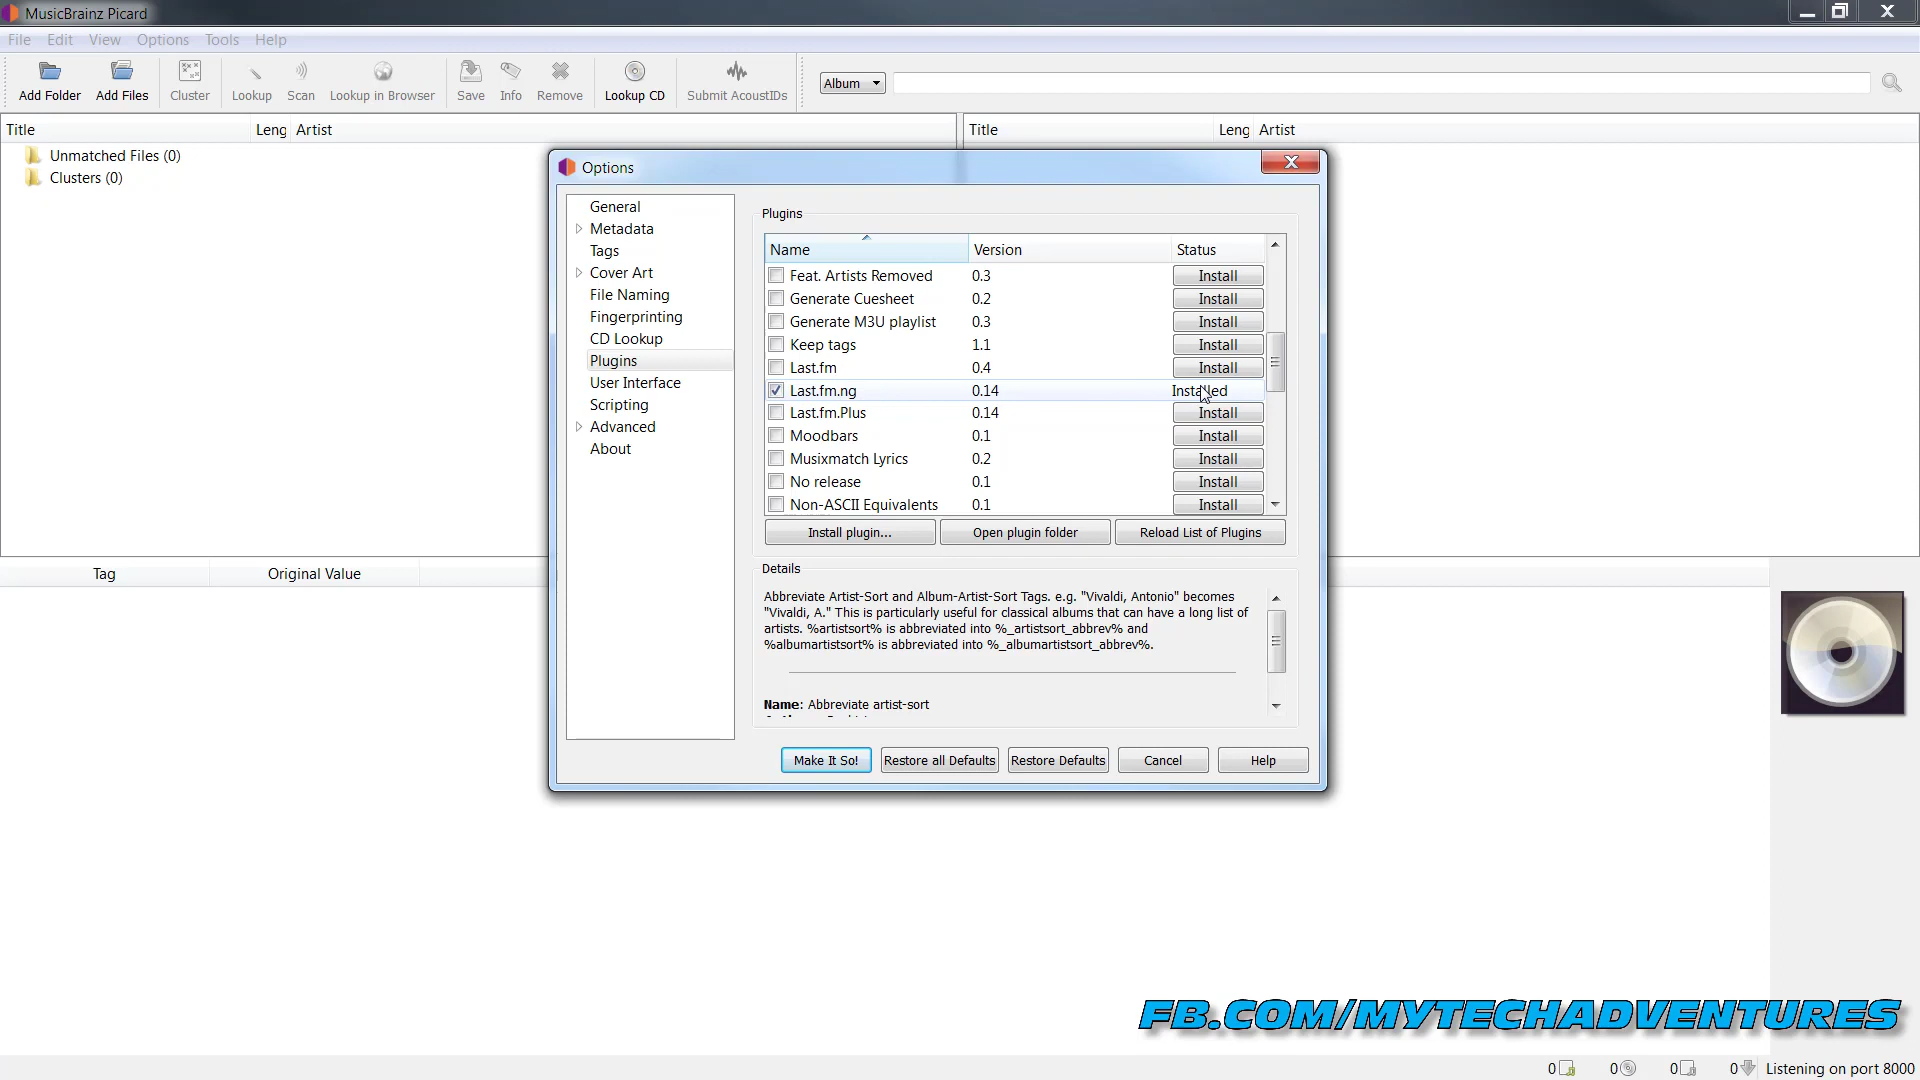 MusicBrainz Picard
File Edit View Options Tools Help
Add Folder Add Files Cluster Lookup Scan Lookup in Browser Save Info Remove Lookup CD Submit AcoustIDs Album
Title Leng Artist Title Leng Artist
Unmatched Files (0)
Clusters (0)
Options
General
Metadata
Tags
Cover Art
File Naming
Fingerprinting
CD Lookup
Plugins
User Interface
Scripting
Advanced
About
Plugins
Name Version Status
Feat. Artists Removed 0.3 Install
Generate Cuesheet 0.2 Install
Generate M3U playlist 0.3 Install
Keep tags 1.1 Install
Last.fm 0.4 Install
Last.fm.ng 0.14 Installed
Last.fm.Plus 0.14 Install
Moodbars 0.1 Install
Musixmatch Lyrics 0.2 Install
No release 0.1 Install
Non-ASCII Equivalents 0.1 Install
Install plugin... Open plugin folder Reload List of Plugins
Details
Abbreviate Artist-Sort and Album-Artist-Sort Tags. e.g. "Vivaldi, Antonio" becomes
"Vivaldi, A." This is particularly useful for classical albums that can have a long list of
artists. %artistsort% is abbreviated into %_artistsort_abbrev% and
%albumartistsort% is abbreviated into %_albumartistsort_abbrev%.
Name: Abbreviate artist-sort
Make It So! Restore all Defaults Restore Defaults Cancel Help
Tag Original Value
FB.COM/MYTECHADVENTURES
0 0 0 0 Listening on port 8000